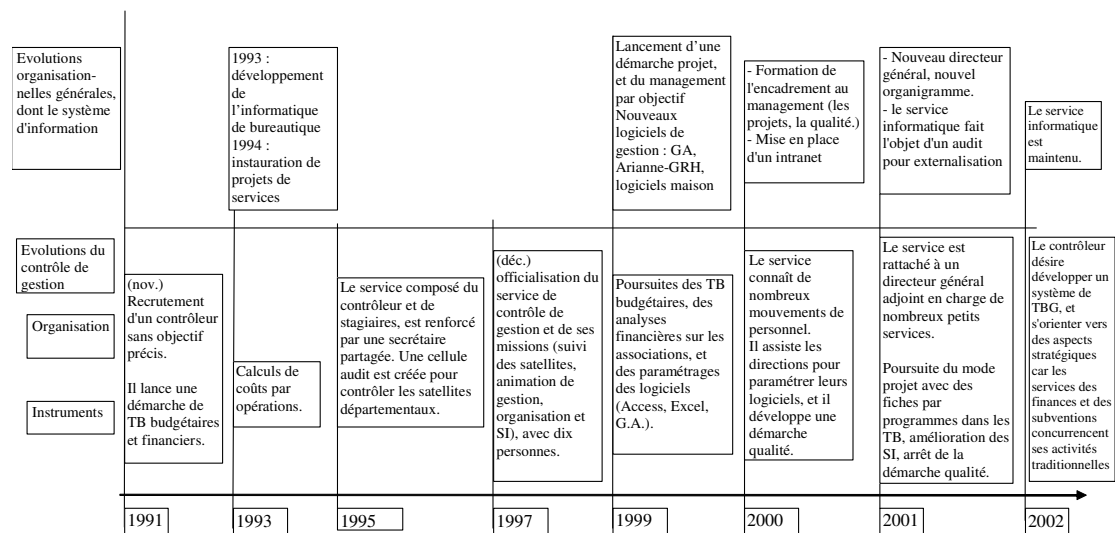 Evolutions
organisation-
nelles générales,
dont le système
d'information
1993 :
développement
de
l'informatique
de bureautique
1994 :
instauration de
projets de
services
Lancement d'une
démarche projet,
et du management
par objectif
Nouveaux
logiciels de
gestion : GA,
Arianne-GRH,
logiciels maison
- Formation de
l'encadrement au
management (les
projets, la qualité.)
- Mise en place
d'un intranet
- Nouveau directeur
général, nouvel
organigramme.
- le service
informatique fait
l'objet d'un audit
pour externalisation
Le service
informatique
est
maintenu.
Evolutions du
contrôle de
gestion
Organisation
Instruments
(nov.)
Recrutement
d'un contrôleur
sans objectif
précis.
Il lance une
démarche de
TB budgétaires
et financiers.
Calculs de
coûts par
opérations.
Le service composé du
contrôleur et de
stagiaires, est renforcé
par une secrétaire
partagée. Une cellule
audit est créée pour
contrôler les satellites
départementaux.
(déc.)
officialisation du
service de
contrôle de
gestion et de ses
missions (suivi
des satellites,
animation de
gestion,
organisation et
SI), avec dix
personnes.
Poursuites des TB
budgétaires, des
analyses
financières sur les
associations, et
des paramétrages
des logiciels
(Access, Excel,
G.A.).
Le service
connaît de
nombreux
mouvements de
personnel.
Il assiste les
directions pour
paramétrer leurs
logiciels, et il
développe une
démarche
qualité.
Le service est
rattaché à un
directeur général
adjoint en charge de
nombreux petits
services.
Poursuite du mode
projet avec des
fiches par
programmes dans les
TB, amélioration des
SI, arrêt de la
démarche qualité.
Le contrôleur
désire
développer un
système de
TBG, et
s'orienter vers
des aspects
stratégiques
car les
services des
finances et des
subventions
concurrencent
ses activités
traditionnelles
1991
1993
1995
1997
1999
2000
2001
2002